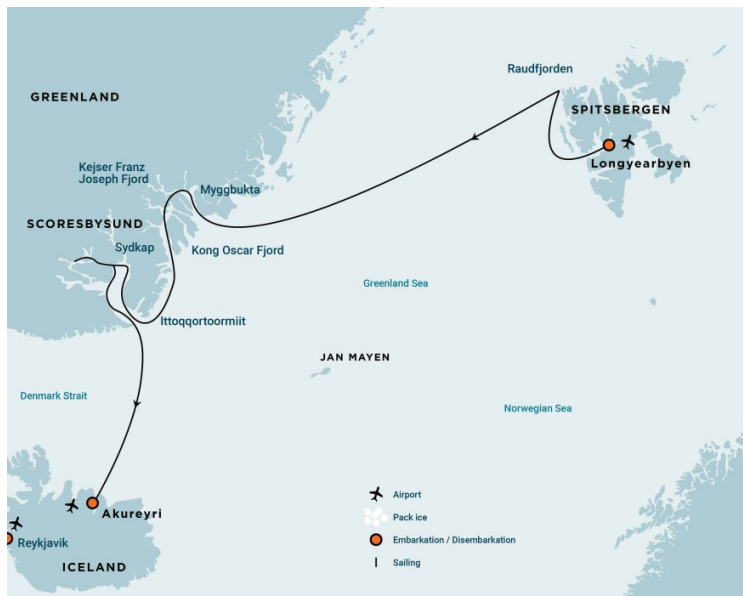 Raudfjorden
GREENLAND
SPITSBERGEN
Longyearbyen
Kejser Franz
Joseph Fjord
Myggbukta
SCORESBYSUND
Sydkap
Kong Oscar Fjord
Greenland Sea
Ittoqqortoormiit
JAN MAYEN
Denmark Strait
Norwegian Sea
Airport
Akureyri
Pack ice
Reykjavik
Embarkation / Disembarkation
ICELAND
Sailing